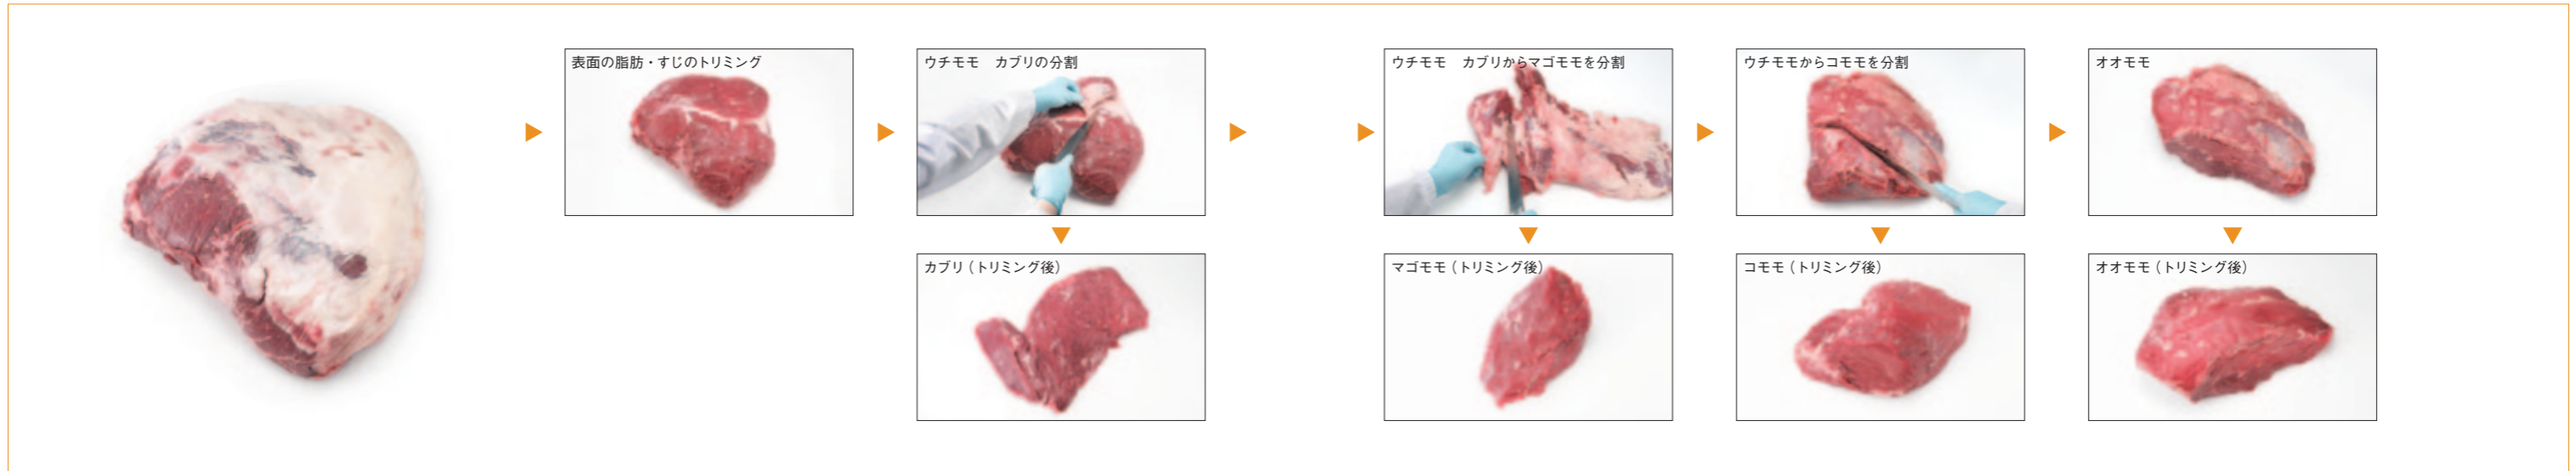 表面の脂肪・すじのトリミング
ウチモモ　カブリの分割
ウチモモ　カブリからマゴモモを分割
ウチモモからコモモを分割
オオモモ
カブリ（トリミング後）
マゴモモ（トリミング後）
コモモ（トリミング後）
オオモモ（トリミング後）